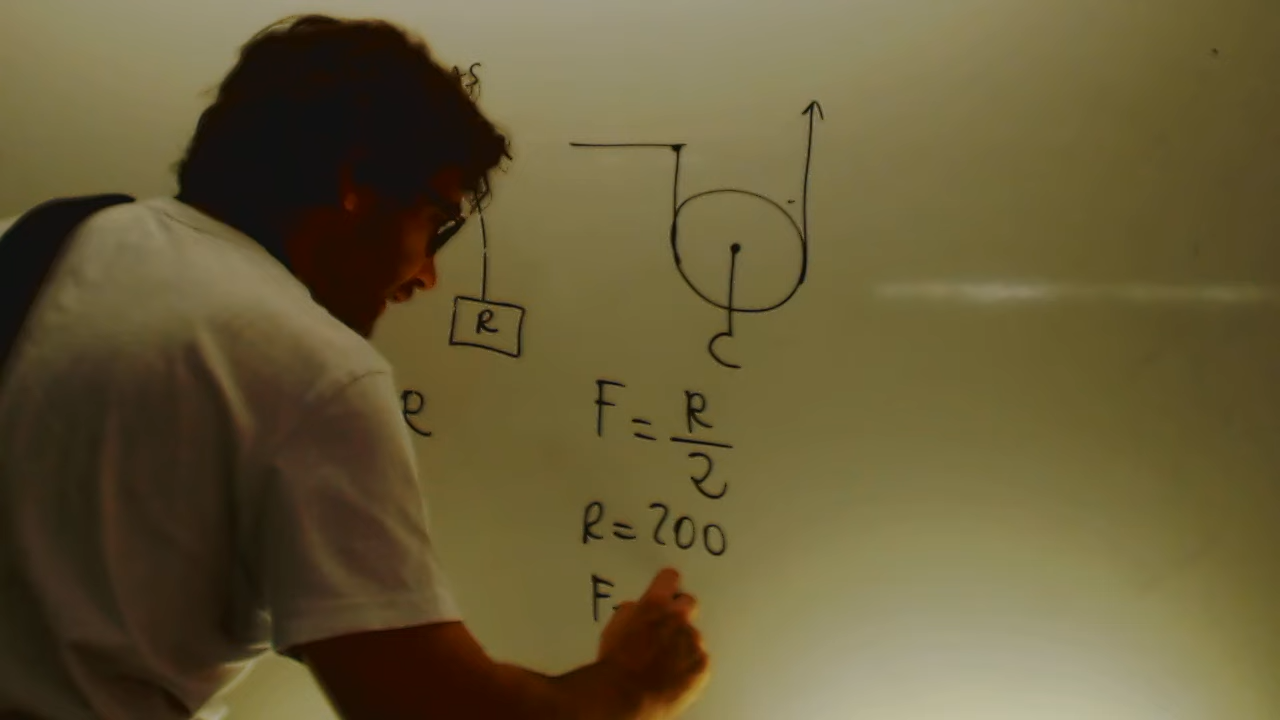 R
R
F = R/2
R = 200
F